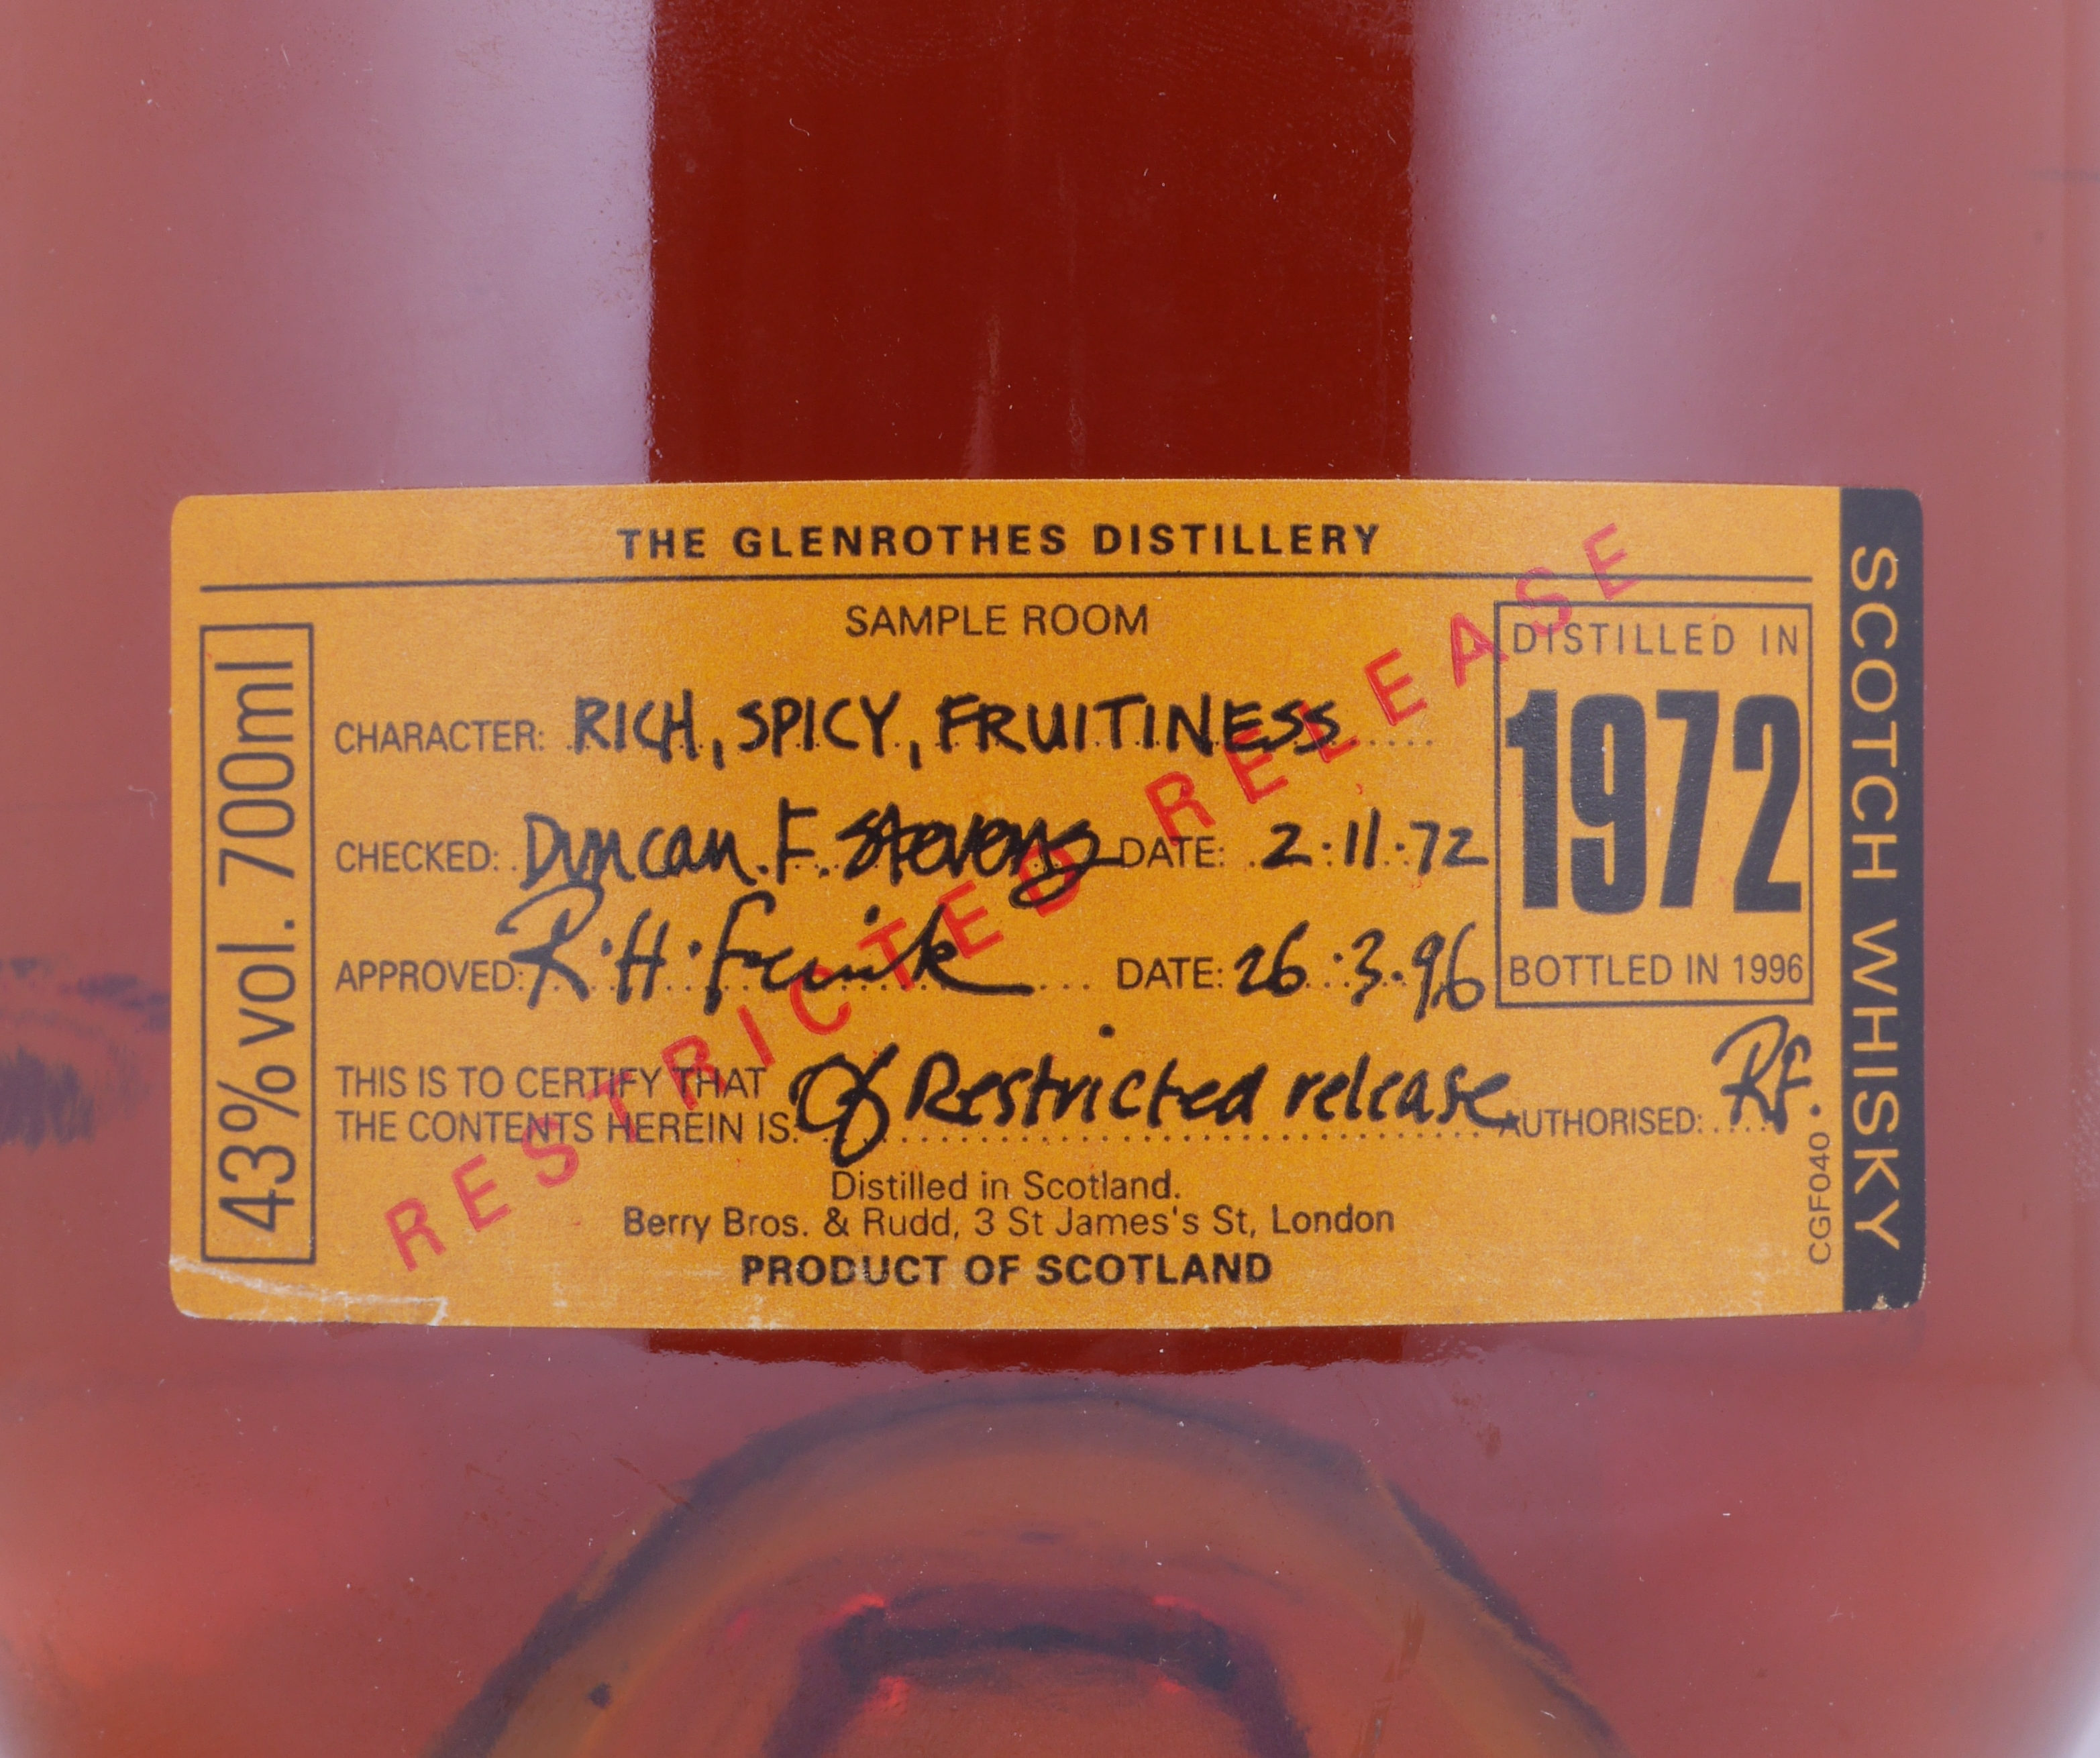 THE GLENROTHES DISTILLERY
SAMPLE ROOM
43% vol. 700ml
CHARACTER: RICH, SPICY, FRUITINESS
CHECKED: Duncan.F.Stevens DATE: 2.11.72
APPROVED: R.H. DATE: 26.3.96
DISTILLED IN
1972
BOTTLED IN 1996
THIS IS TO CERTIFY THAT
THE CONTENTS HEREIN IS: Of Restricted release AUTHORISED: RF.
RESTRICTED RELEASE
Distilled in Scotland.
Berry Bros. & Rudd, 3 St James's St, London
PRODUCT OF SCOTLAND
CGF040
SCOTCH WHISKY